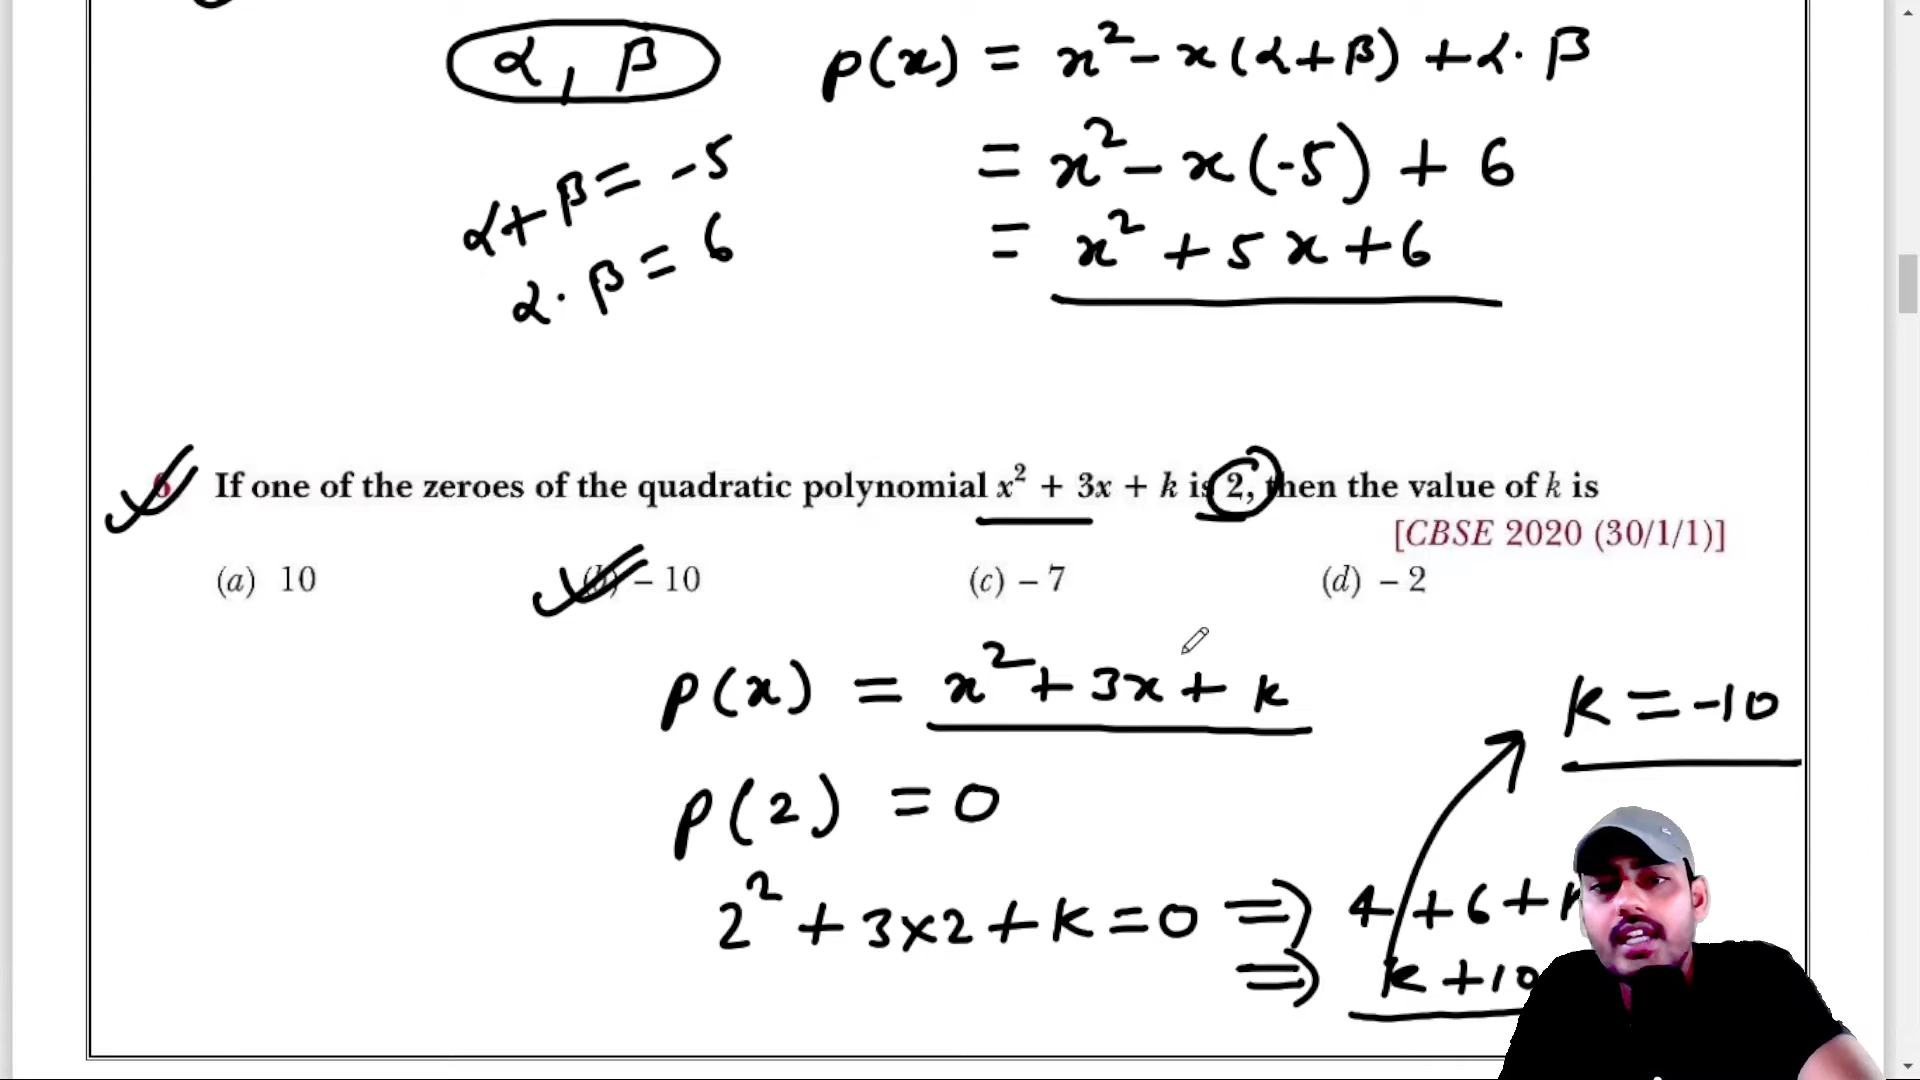 α, β p(x) = x² - x(α+β) + α·β
α+β = -5 = x² - x(-5) + 6
α·β = 6 = x² + 5x + 6
If one of the zeroes of the quadratic polynomial x² + 3x + k is 2, then the value of k is
[CBSE 2020 (30/1/1)]
(a) 10 (b) – 10 (c) – 7 (d) – 2
p(x) = x² + 3x + k
k = -10
p(2) = 0
2² + 3x2 + k = 0 ⇒ 4 + 6 +
⇒ k + 10